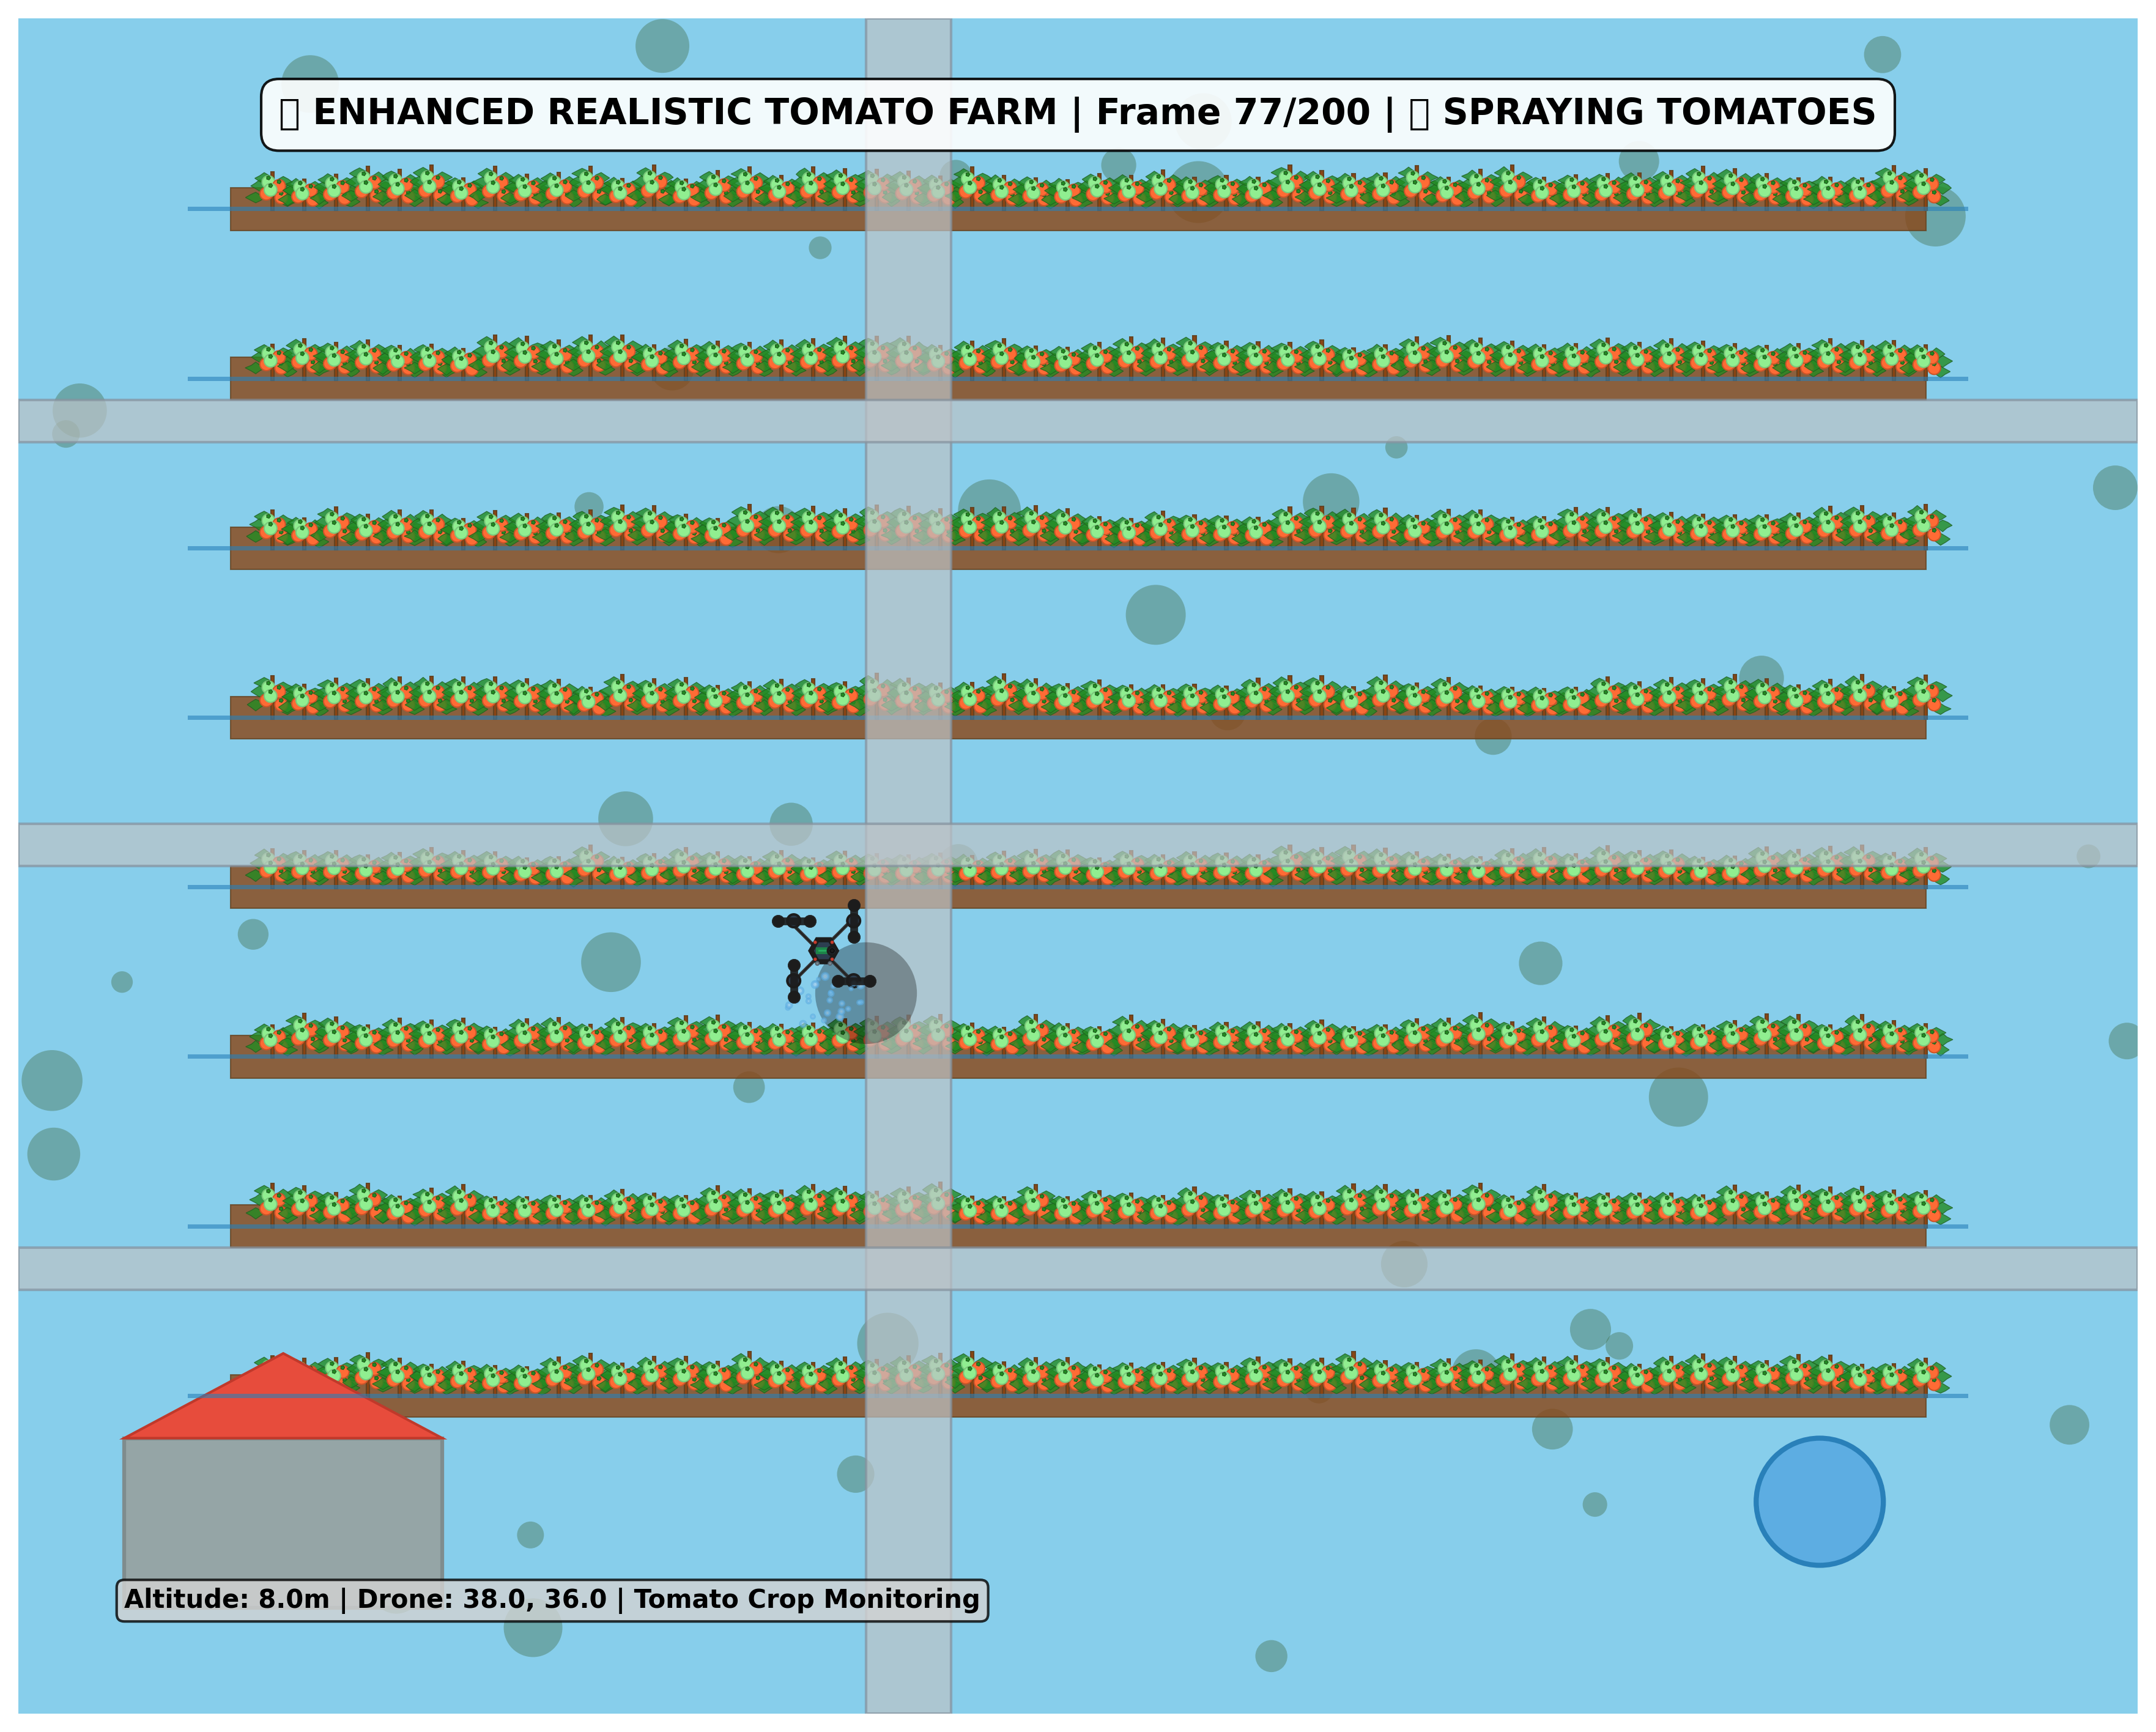 ▯ ENHANCED REALISTIC TOMATO FARM | Frame 77/200 | ▯ SPRAYING TOMATOES
Altitude: 8.0m | Drone: 38.0, 36.0 | Tomato Crop Monitoring